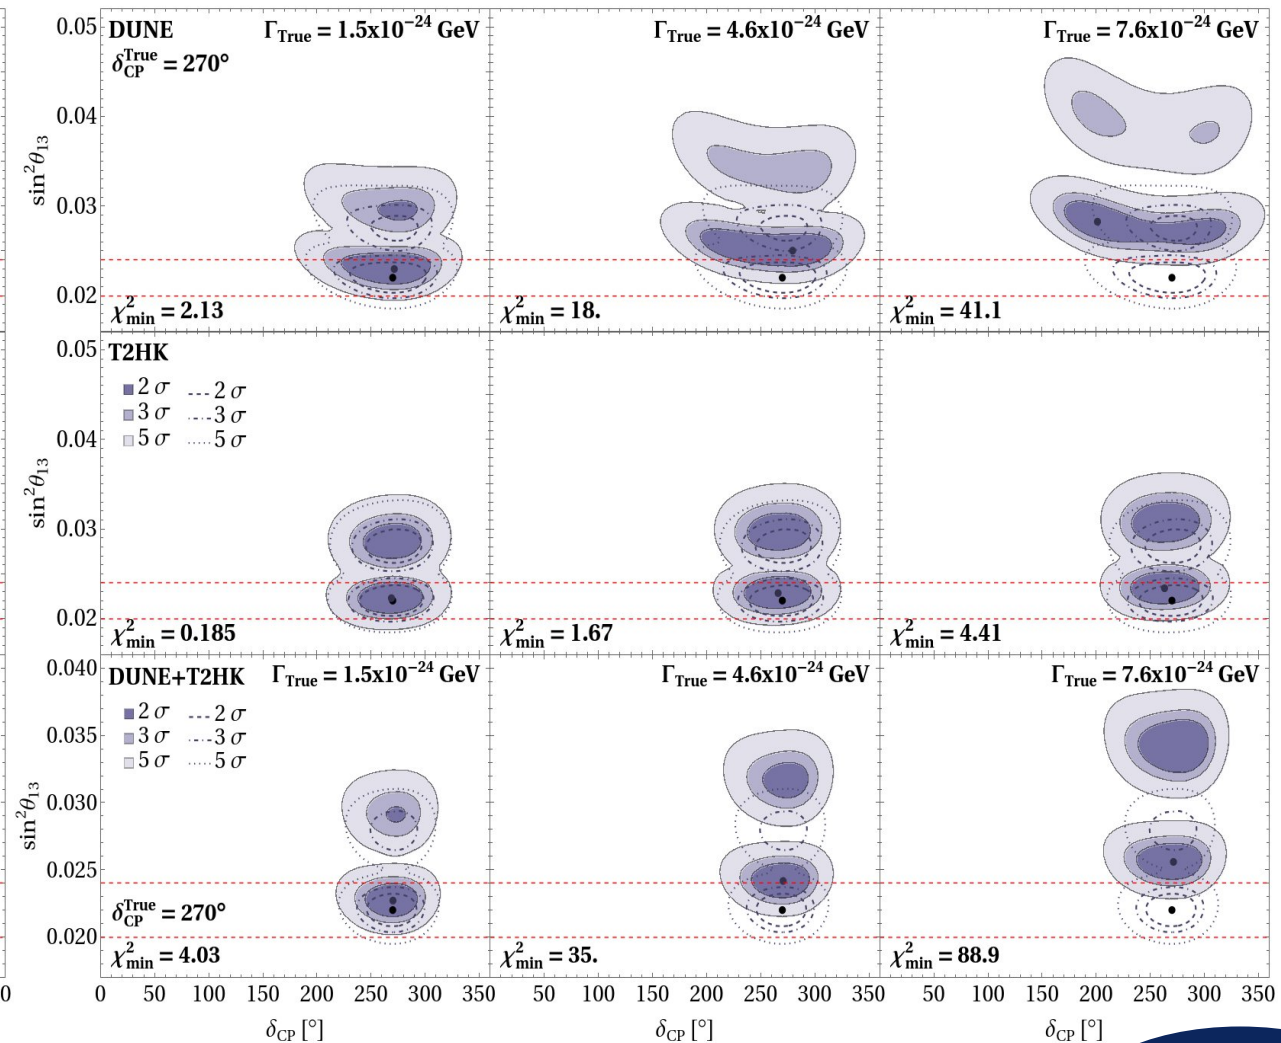 0.05
DUNE
Γ_True = 1.5x10⁻²⁴ GeV
Γ_True = 4.6x10⁻²⁴ GeV
Γ_True = 7.6x10⁻²⁴ GeV
δ_CP^True = 270°
0.04
sin²θ₁₃
0.03
0.02
χ²_min = 2.13
χ²_min = 18.
χ²_min = 41.1
0.05
T2HK
2 σ
2 σ
3 σ
3 σ
5 σ
5 σ
0.04
sin²θ₁₃
0.03
0.02
χ²_min = 0.185
χ²_min = 1.67
χ²_min = 4.41
0.040
DUNE+T2HK
Γ_True = 1.5x10⁻²⁴ GeV
Γ_True = 4.6x10⁻²⁴ GeV
Γ_True = 7.6x10⁻²⁴ GeV
2 σ
2 σ
3 σ
3 σ
5 σ
5 σ
0.035
0.030
sin²θ₁₃
0.025
δ_CP^True = 270°
0.020
χ²_min = 4.03
χ²_min = 35.
χ²_min = 88.9
0
0 50 100 150 200 250 300 350
50 100 150 200 250 300 350
50 100 150 200 250 300 350
δ_CP [°]
δ_CP [°]
δ_CP [°]